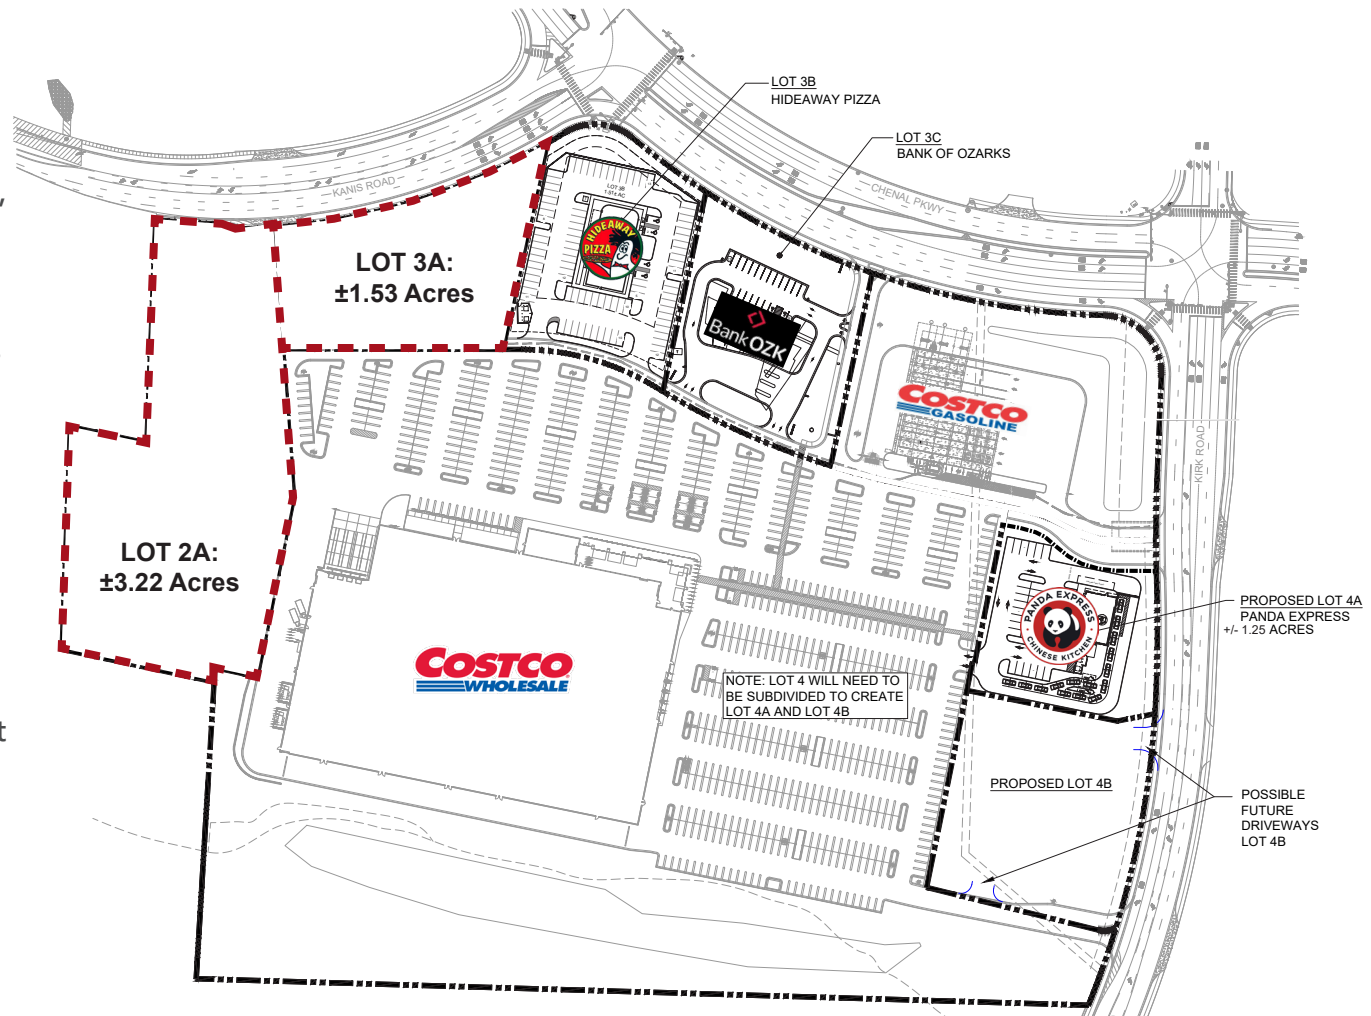 LOT 3B
HIDEAWAY PIZZA
LOT 3C
BANK OF OZARKS
KANIS ROAD
CHENAL PKWY
LOT 3B
HIDEAWAY
PIZZA
LOT 3A:
±1.53 Acres
Bank OZK
COSTCO
GASOLINE
KIRK ROAD
LOT 2A:
±3.22 Acres
PANDA EXPRESS
CHINESE KITCHEN
PROPOSED LOT 4A
PANDA EXPRESS
+/- 1.25 ACRES
COSTCO
WHOLESALE
NOTE: LOT 4 WILL NEED TO
BE SUBDIVIDED TO CREATE
LOT 4A AND LOT 4B
t
PROPOSED LOT 4B
POSSIBLE
FUTURE
DRIVEWAYS
LOT 4B